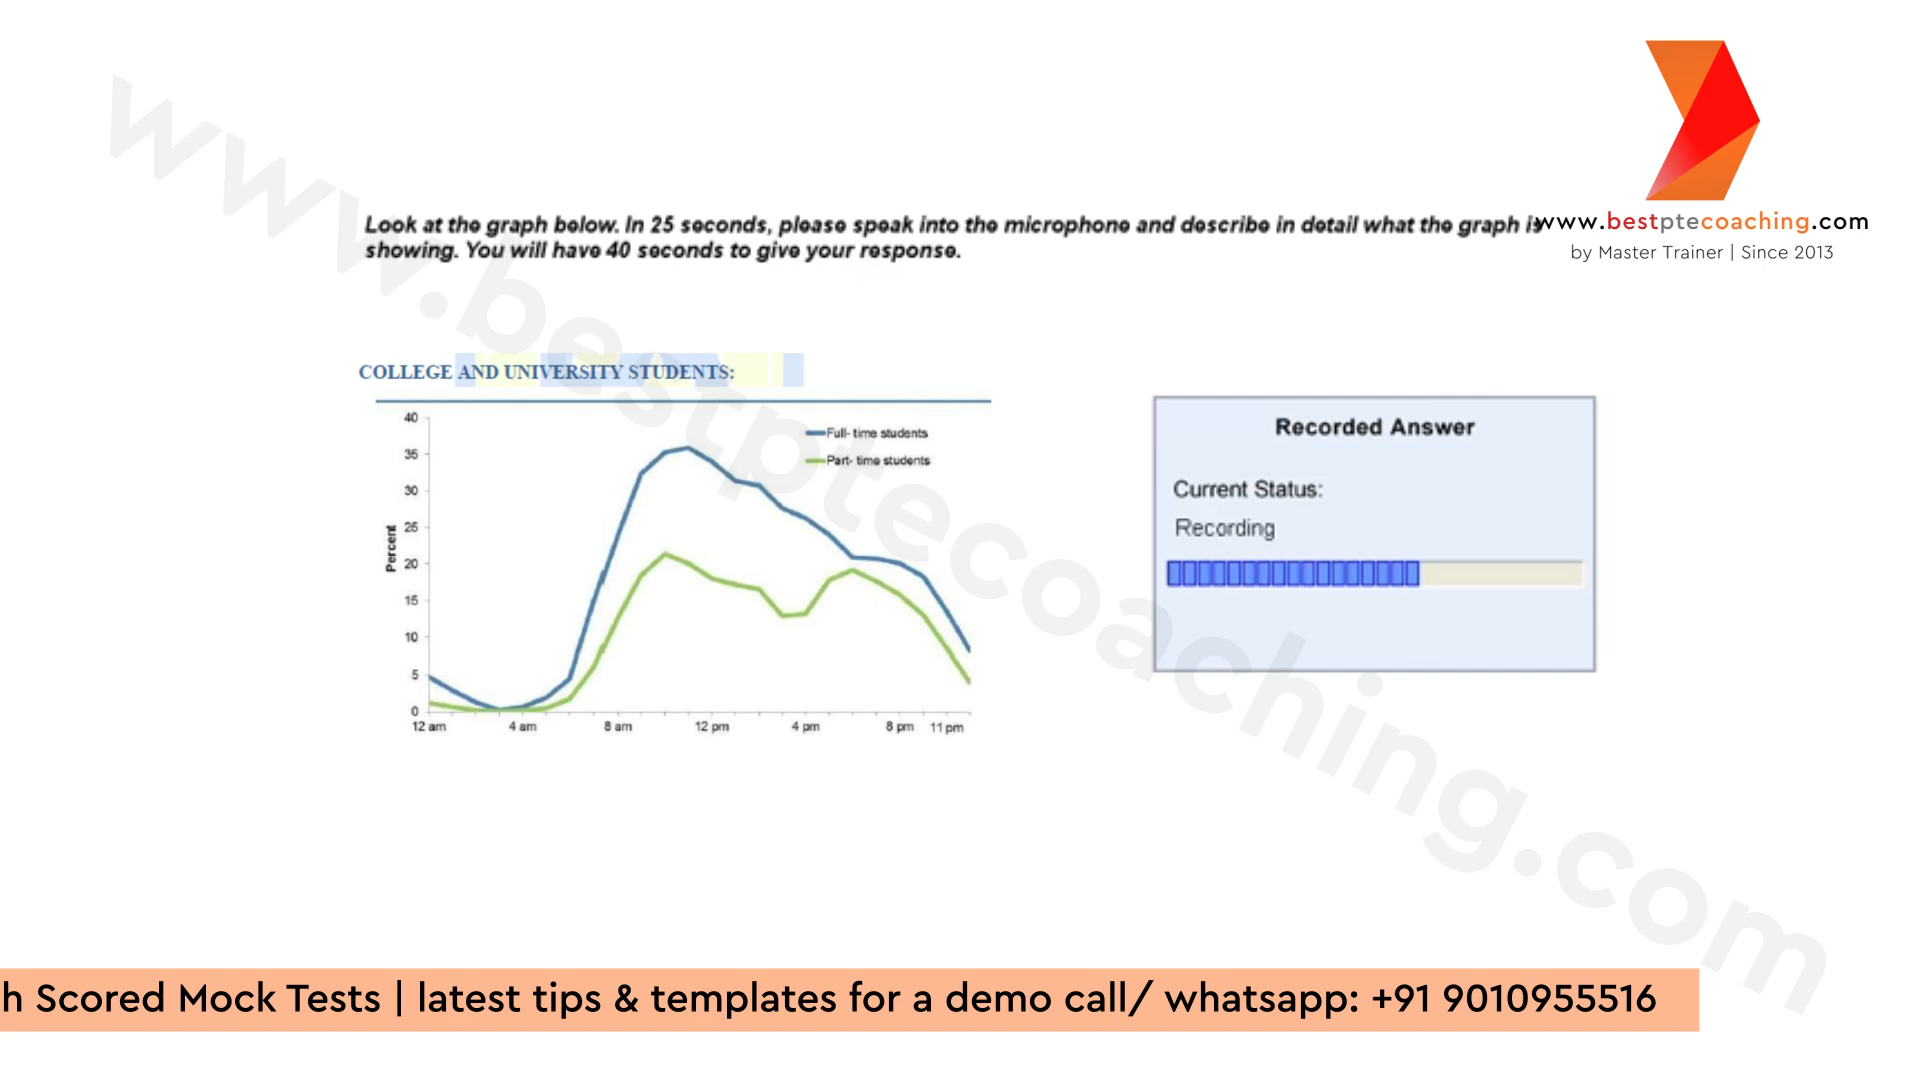 www.bestptecoaching.com
Look at the graph below. In 25 seconds, please speak into the microphone and describe in detail what the graph is
showing. You will have 40 seconds to give your response.
www.bestptecoaching.com
by Master Trainer | Since 2013
COLLEGE AND UNIVERSITY STUDENTS:
Full- time students
Part- time students
Percent
40
35
30
25
20
15
10
5
0
12 am 4 am 8 am 12 pm 4 pm 8 pm 11 pm
Recorded Answer
Current Status:
Recording
h Scored Mock Tests | latest tips & templates for a demo call/ whatsapp: +91 9010955516